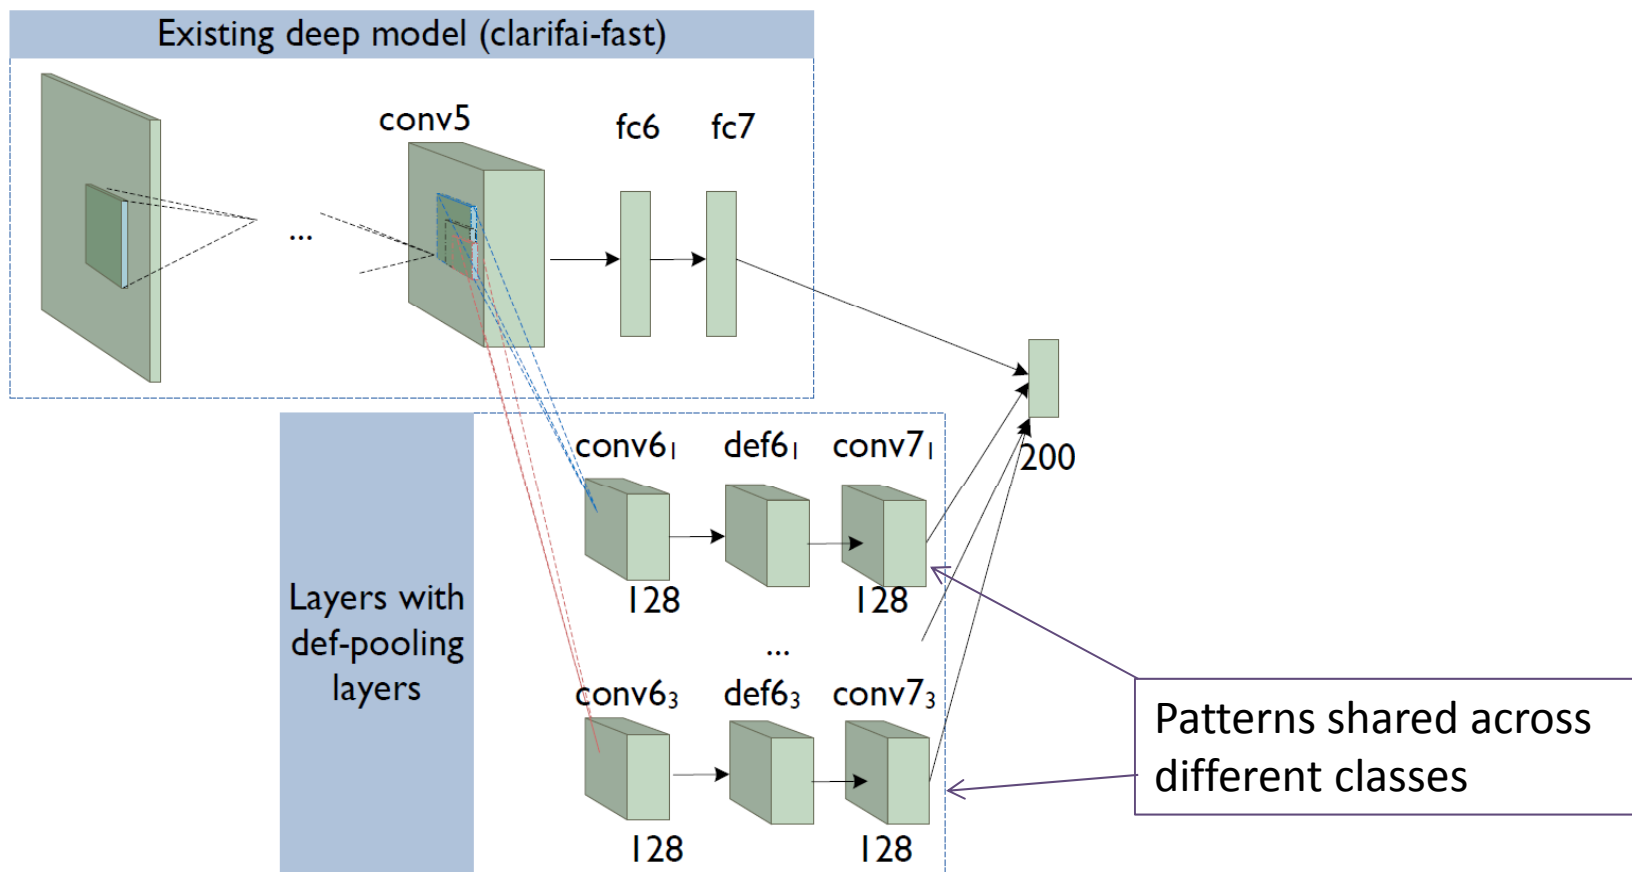 Existing deep model (clarifai-fast)
conv5
fc6
fc7
...
200
Layers with
def-pooling
layers
conv6₁
def6₁
conv7₁
128
128
...
conv6₃
def6₃
conv7₃
128
128
Patterns shared across
different classes